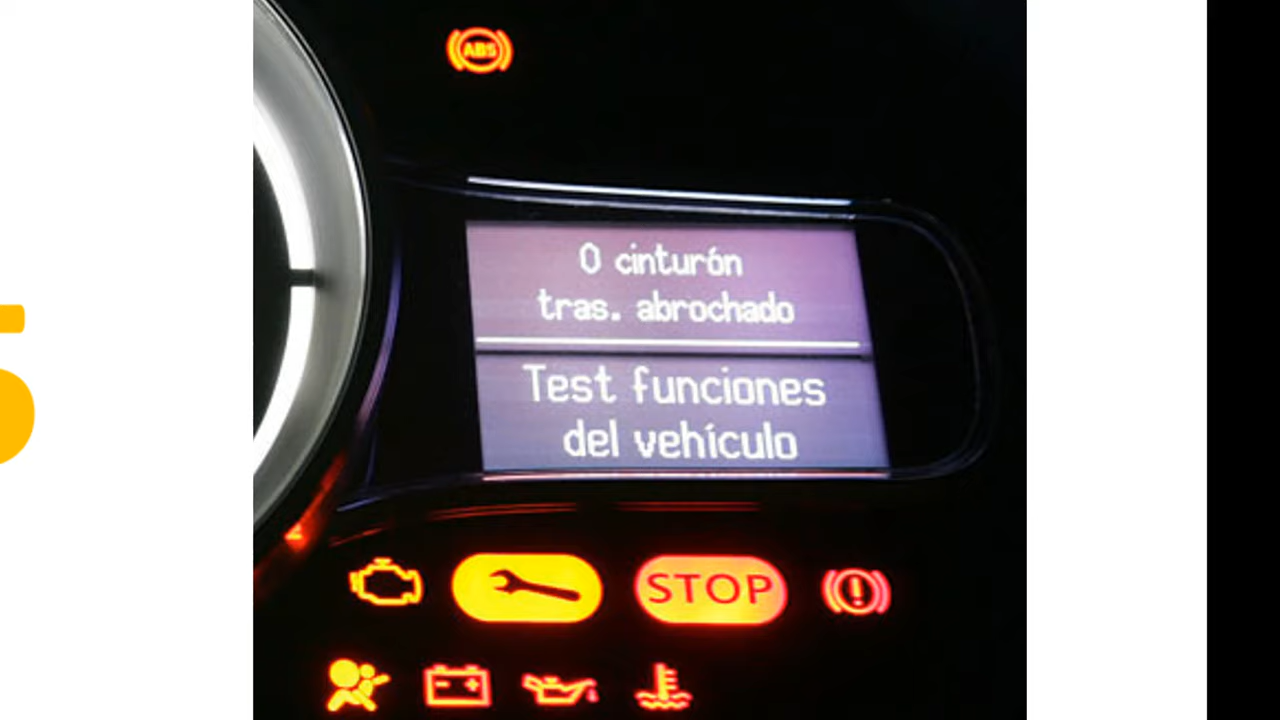 ABS
0 cinturón
tras. abrochado
Test funciones
del vehículo
STOP